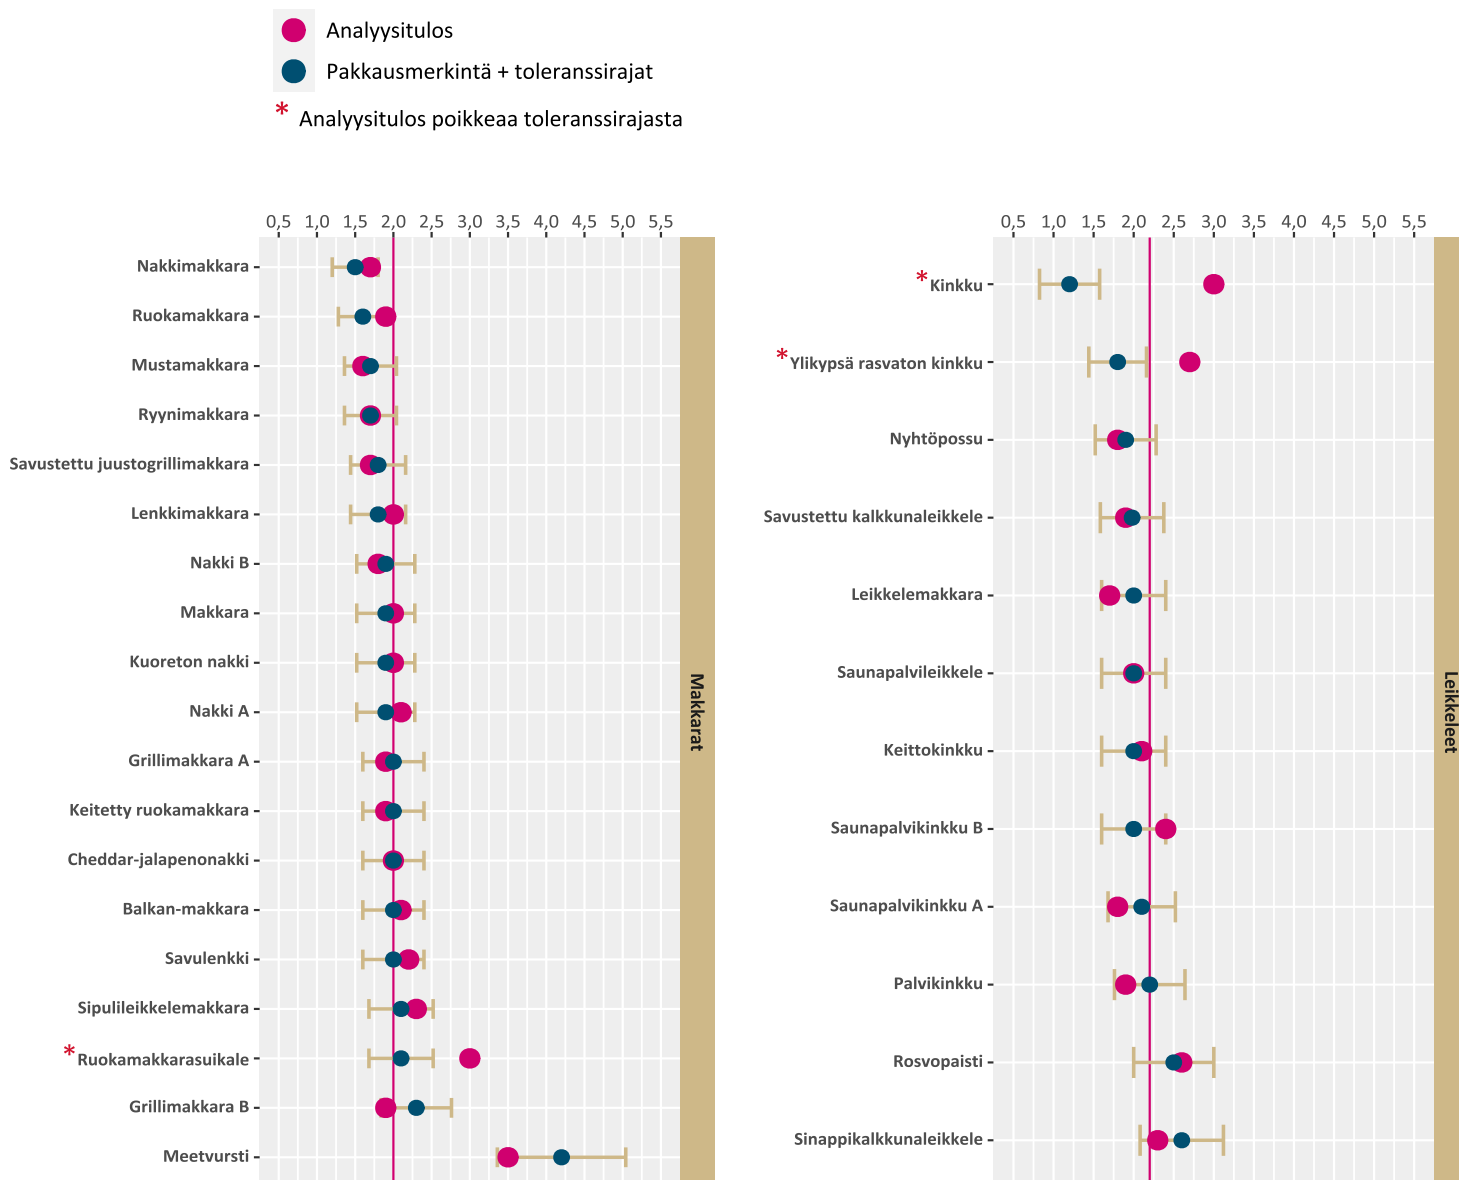 Analyysitulos
Pakkausmerkintä + toleranssirajat
* Analyysitulos poikkeaa toleranssirajasta
0,5 1,0 1,5 2,0 2,5 3,0 3,5 4,0 4,5 5,0 5,5
Nakkimakkara
Ruokamakkara
Mustamakkara
Ryynimakkara
Savustettu juustogrillimakkara
Lenkkimakkara
Nakki B
Makkara
Kuoreton nakki
Nakki A
Grillimakkara A
Keitetty ruokamakkara
Cheddar-jalapenonakki
Balkan-makkara
Savulenkki
Sipulileikkelemakkara
*Ruokamakkarasuikale
Grillimakkara B
Meetvursti
Makkarat
0,5 1,0 1,5 2,0 2,5 3,0 3,5 4,0 4,5 5,0 5,5
*Kinkku
*Ylikypsä rasvaton kinkku
Nyhtöpossu
Savustettu kalkkunaleikkele
Leikkelemakkara
Saunapalvileikkele
Keittokinkku
Saunapalvikinkku B
Saunapalvikinkku A
Palvikinkku
Rosvopaisti
Sinappikalkkunaleikkele
Leikkeleet